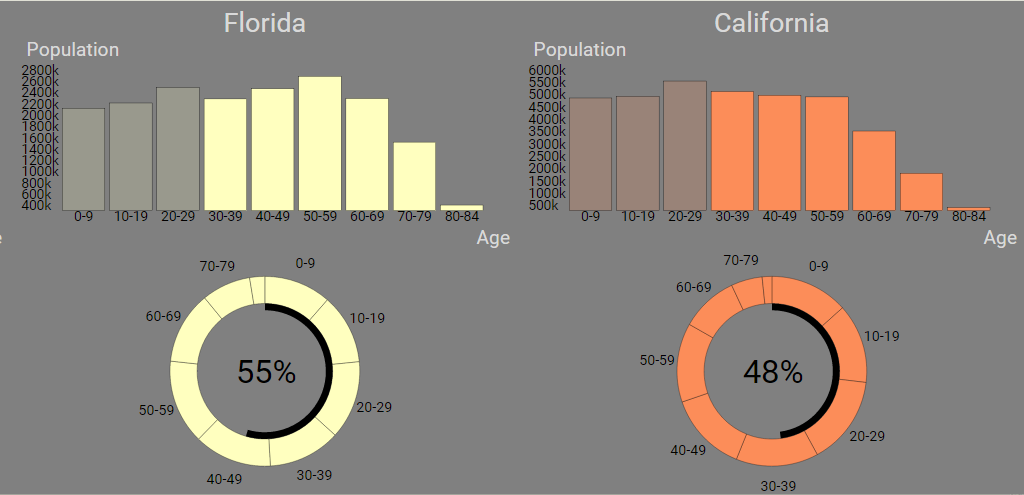 Florida
Population
2800k
2600k
2400k
2200k
2000k
1800k
1600k
1400k
1200k
1000k
800k
600k
400k
0-9 10-19 20-29 30-39 40-49 50-59 60-69 70-79 80-84
Age
70-79 0-9
60-69 10-19
55%
50-59 20-29
40-49 30-39
California
Population
6000k
5500k
5000k
4500k
4000k
3500k
3000k
2500k
2000k
1500k
1000k
500k
0-9 10-19 20-29 30-39 40-49 50-59 60-69 70-79 80-84
Age
70-79 0-9
60-69
10-19
50-59
48%
20-29
40-49
30-39